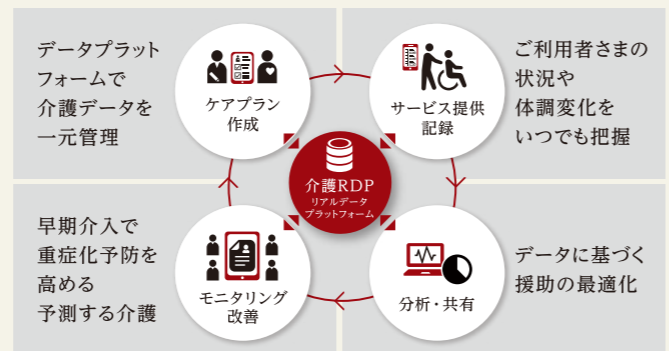 データプラット
フォームで
介護データを
一元管理
ケアプラン
作成
サービス提供
記録
ご利用者さまの
状況や
体調変化を
いつでも把握
介護RDP
リアルデータ
プラットフォーム
早期介入で
重症化予防を
高める
予測する介護
モニタリング
改善
分析・共有
データに基づく
援助の最適化